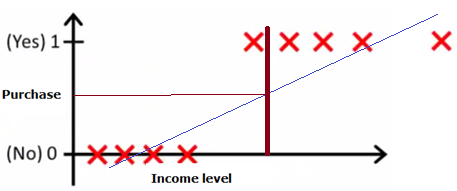 (Yes) 1
Purchase
(No) 0
Income level